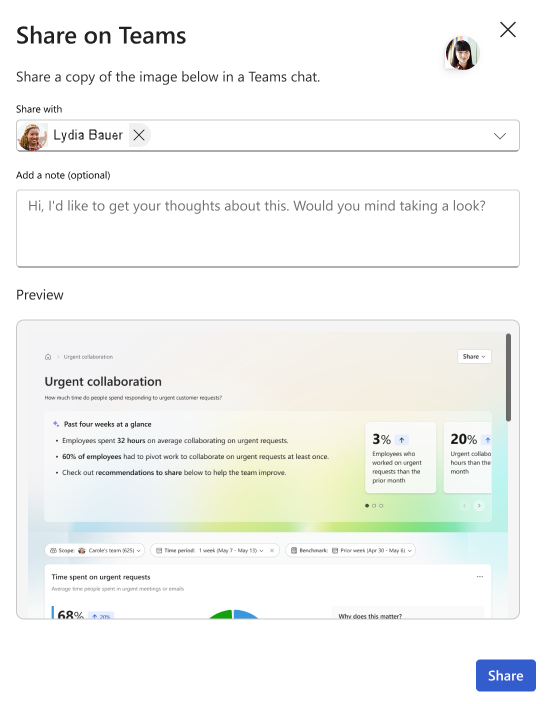 Share on Teams
Share a copy of the image below in a Teams chat.
Share with
Lydia Bauer
Add a note (optional)
Hi, I'd like to get your thoughts about this. Would you mind taking a look?
Preview
Urgent collaboration
Share
Urgent collaboration
How much time do people spend responding to urgent customer requests?
Past four weeks at a glance
• Employees spent 32 hours on average collaborating on urgent requests.
• 60% of employees had to pivot work to collaborate on urgent requests at least once.
• Check out recommendations to share below to help the team improve.
3%
Employees who
worked on urgent
requests than the
prior month
20%
Urgent collabo
hours than the
month
Scope: Carole's team (625)
Time period: 1 week (May 7 - May 13)
Benchmark: Prior week (Apr 30 - May 6)
Time spent on urgent requests
Average time people spent in urgent meetings or emails
68%
20%
Why does this matter?
Share